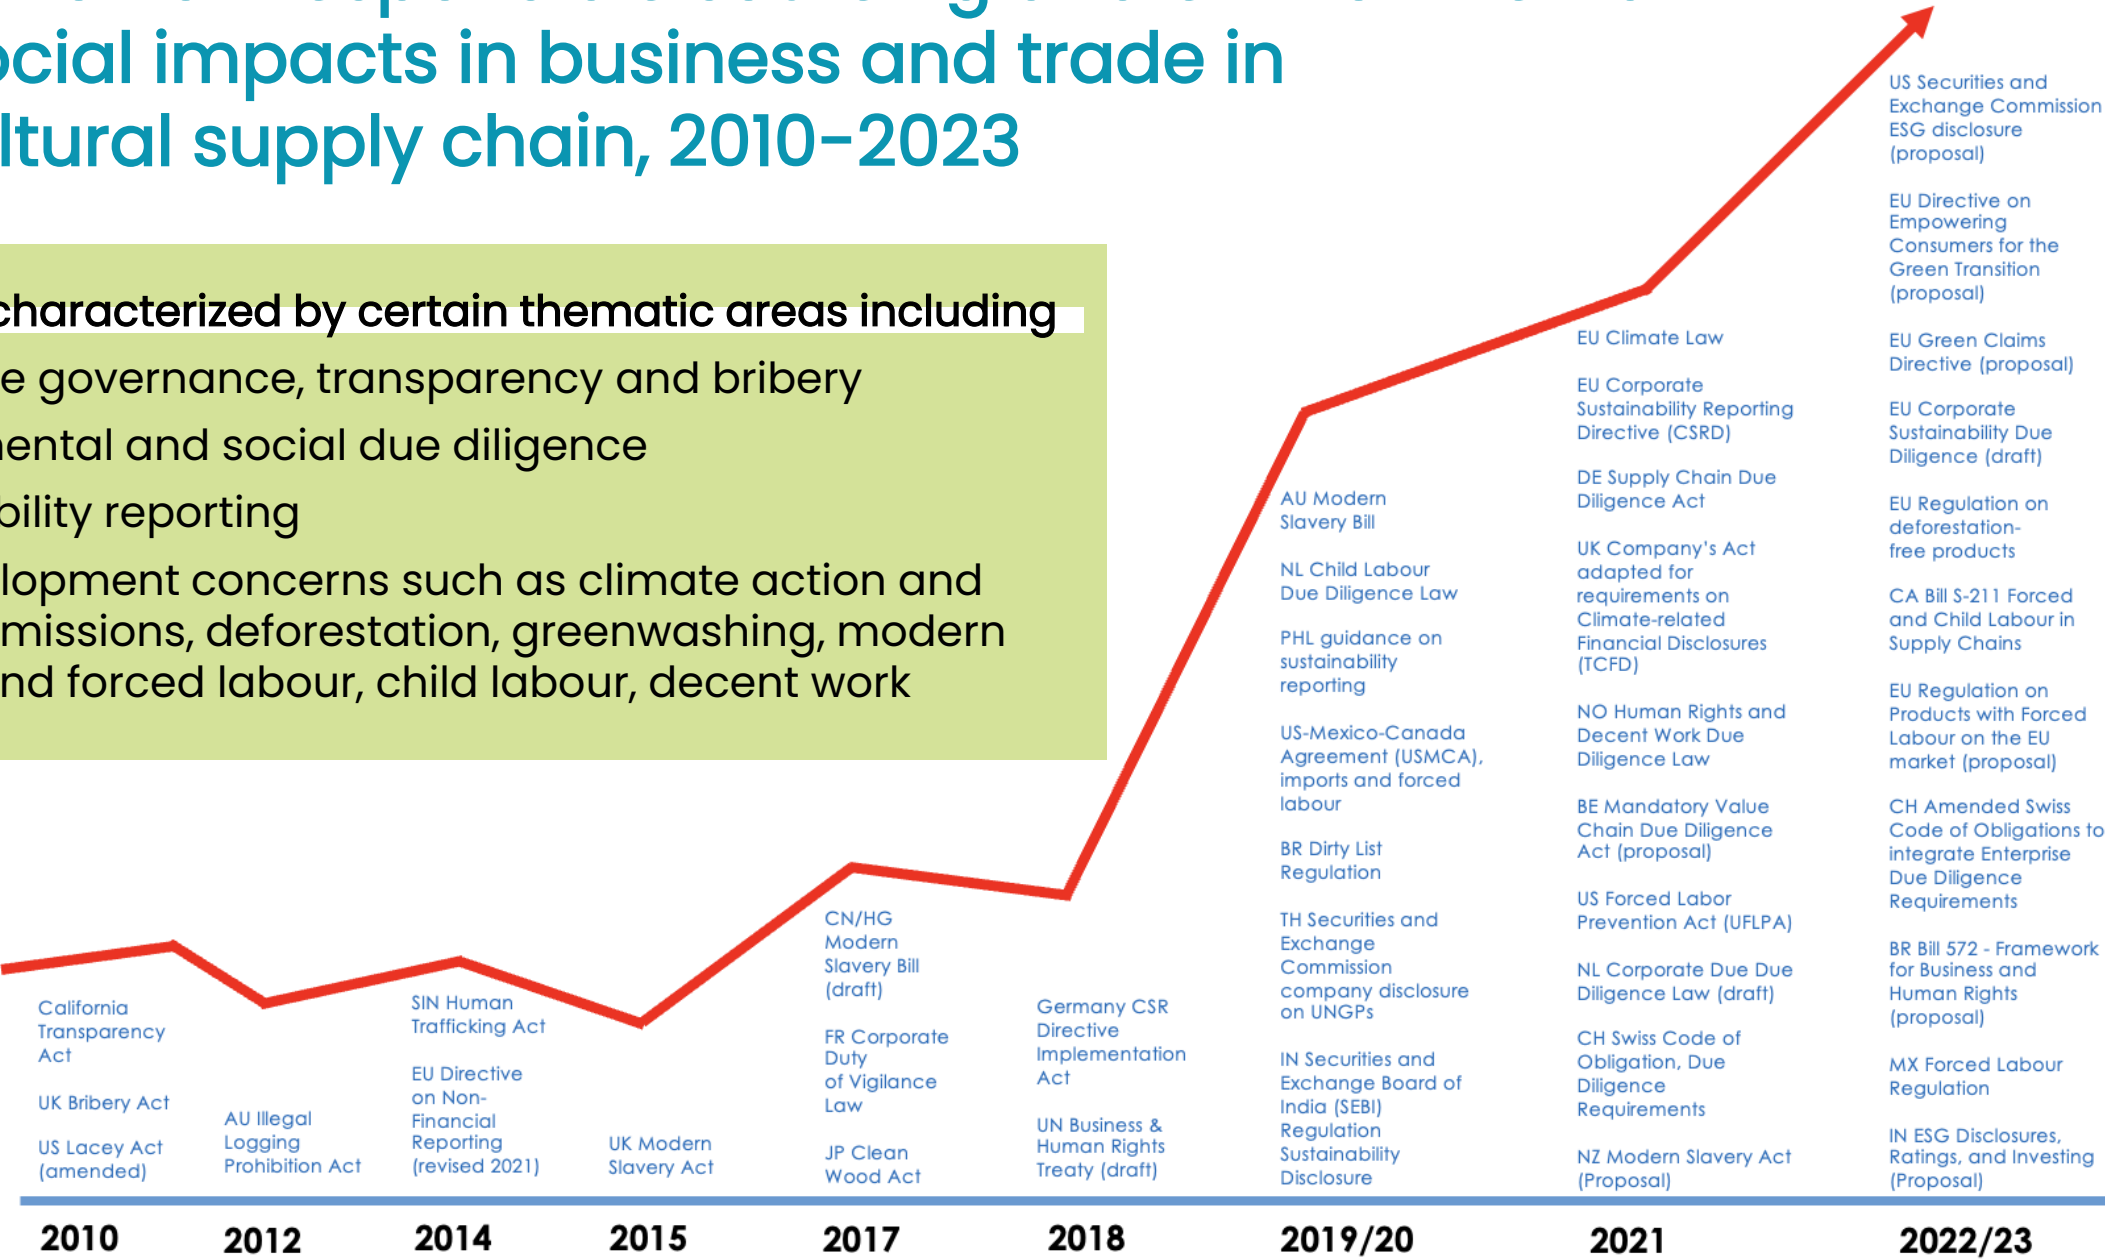 ocial impacts in business and trade in
ltural supply chain, 2010-2023
characterized by certain thematic areas including
e governance, transparency and bribery
ental and social due diligence
bility reporting
lopment concerns such as climate action and
missions, deforestation, greenwashing, modern
nd forced labour, child labour, decent work
California
Transparency
Act
UK Bribery Act
US Lacey Act
(amended)
2010
AU Illegal
Logging
Prohibition Act
2012
SIN Human
Trafficking Act
EU Directive
on Non-
Financial
Reporting
(revised 2021)
2014
UK Modern
Slavery Act
2015
CN/HG
Modern
Slavery Bill
(draft)
FR Corporate
Duty
of Vigilance
Law
JP Clean
Wood Act
2017
Germany CSR
Directive
Implementation
Act
UN Business &
Human Rights
Treaty (draft)
2018
AU Modern
Slavery Bill
NL Child Labour
Due Diligence Law
PHL guidance on
sustainability
reporting
US-Mexico-Canada
Agreement (USMCA),
imports and forced
labour
BR Dirty List
Regulation
TH Securities and
Exchange
Commission
company disclosure
on UNGPs
IN Securities and
Exchange Board of
India (SEBI)
Regulation
Sustainability
Disclosure
2019/20
EU Climate Law
EU Corporate
Sustainability Reporting
Directive (CSRD)
DE Supply Chain Due
Diligence Act
UK Company's Act
adapted for
requirements on
Climate-related
Financial Disclosures
(TCFD)
NO Human Rights and
Decent Work Due
Diligence Law
BE Mandatory Value
Chain Due Diligence
Act (proposal)
US Forced Labor
Prevention Act (UFLPA)
NL Corporate Due Due
Diligence Law (draft)
CH Swiss Code of
Obligation, Due
Diligence
Requirements
NZ Modern Slavery Act
(Proposal)
2021
US Securities and
Exchange Commission
ESG disclosure
(proposal)
EU Directive on
Empowering
Consumers for the
Green Transition
(proposal)
EU Green Claims
Directive (proposal)
EU Corporate
Sustainability Due
Diligence (draft)
EU Regulation on
deforestation-
free products
CA Bill S-211 Forced
and Child Labour in
Supply Chains
EU Regulation on
Products with Forced
Labour on the EU
market (proposal)
CH Amended Swiss
Code of Obligations to
integrate Enterprise
Due Diligence
Requirements
BR Bill 572 - Framework
for Business and
Human Rights
(proposal)
MX Forced Labour
Regulation
IN ESG Disclosures,
Ratings, and Investing
(Proposal)
2022/23